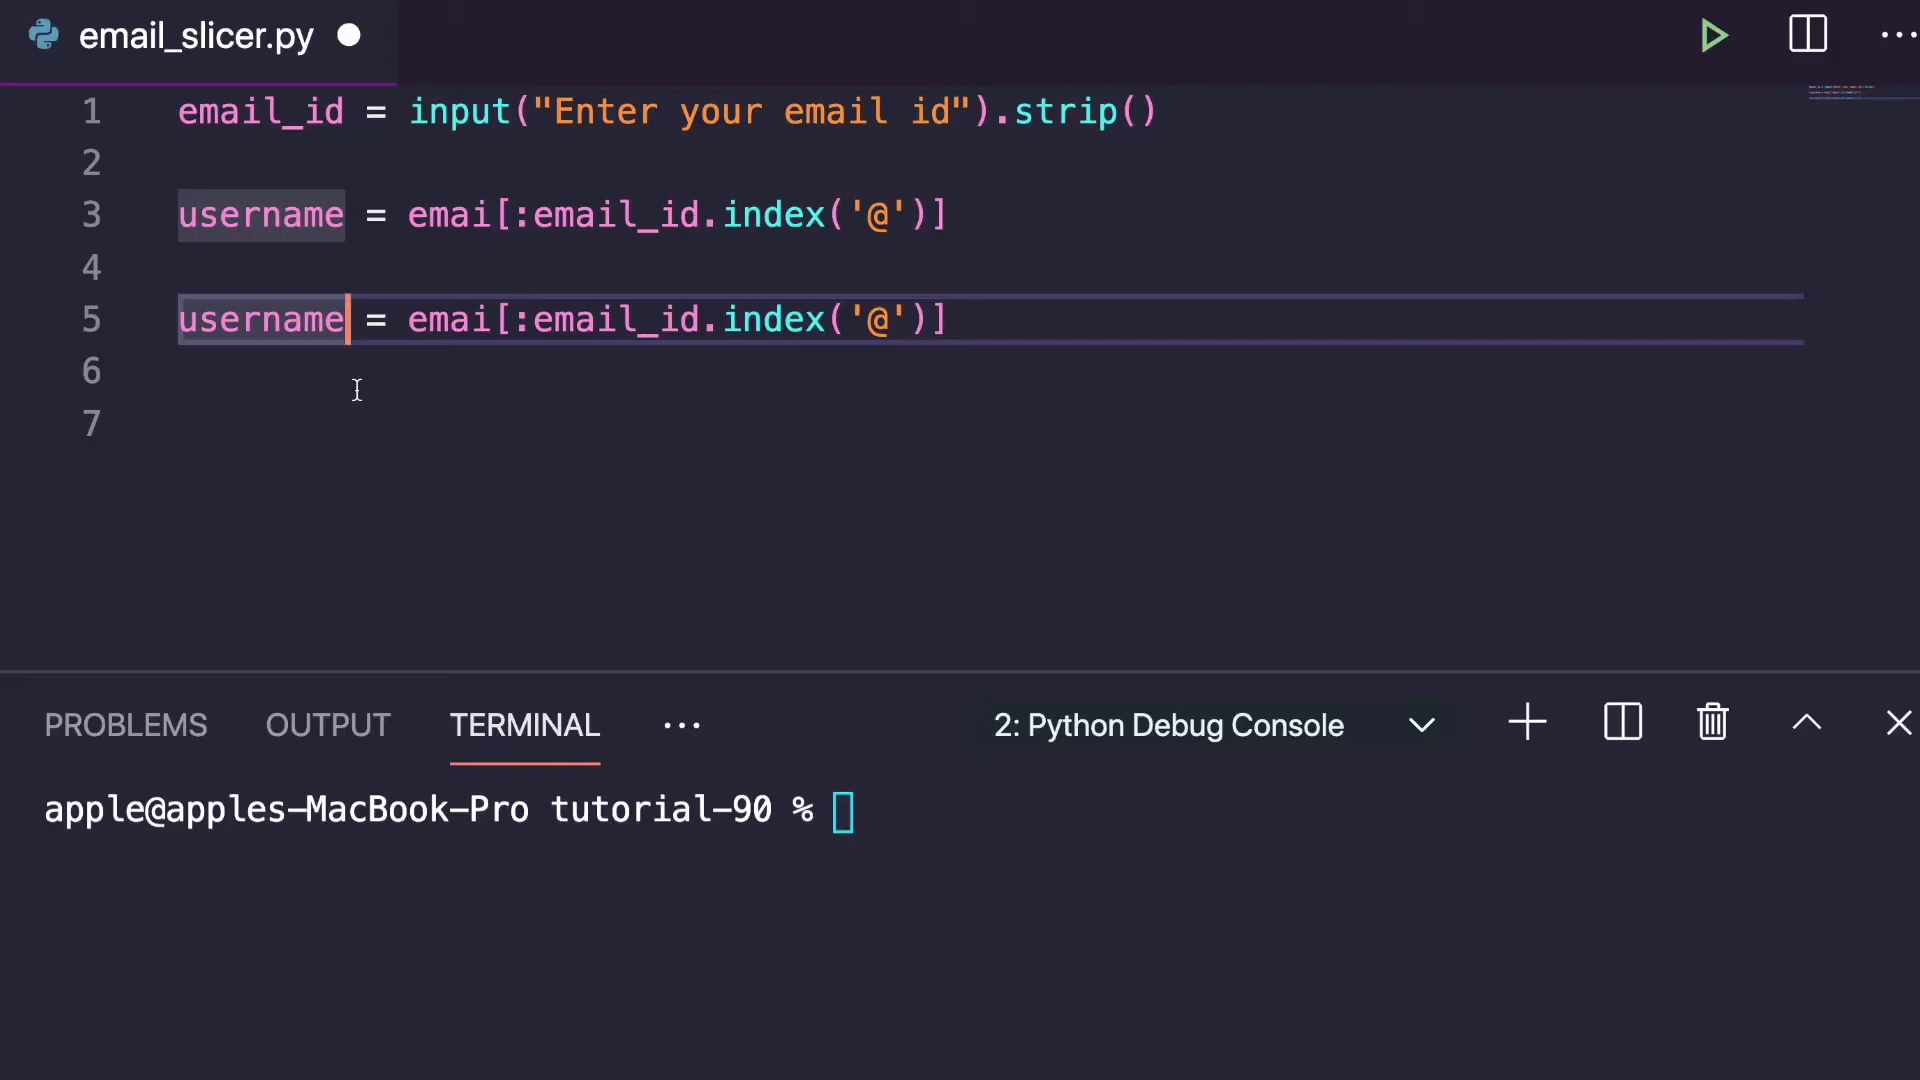 email_slicer.py
1 email_id = input("Enter your email id").strip()
2
3 username = emai[:email_id.index('@')]
4
5 username = emai[:email_id.index('@')]
6
7
PROBLEMS OUTPUT TERMINAL ... 2: Python Debug Console
apple@apples-MacBook-Pro tutorial-90 %